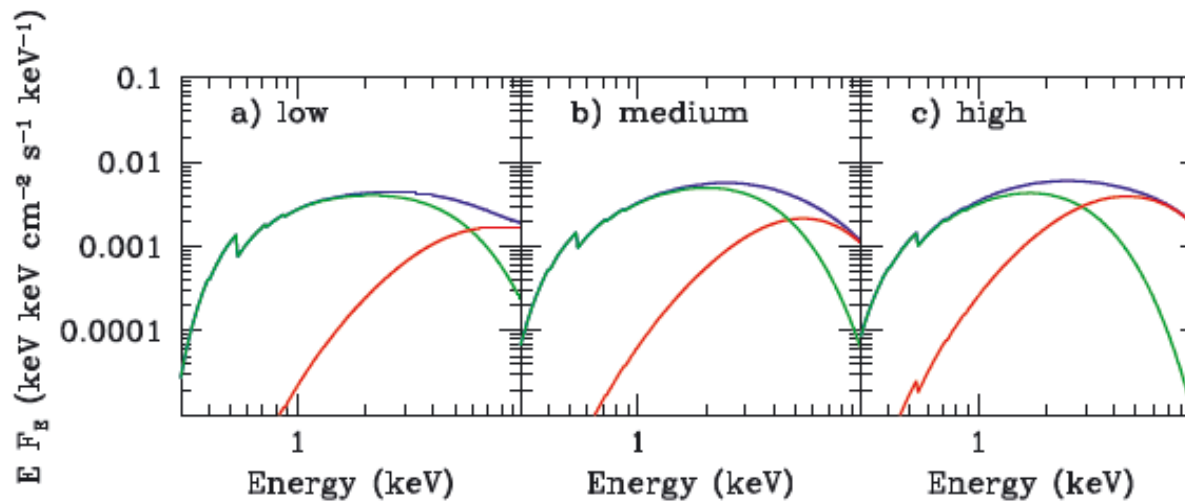 E F_E (keV keV cm⁻² s⁻¹ keV⁻¹)
0.1
0.01
0.001
0.0001
a) low
b) medium
c) high
1
1
1
Energy (keV)
Energy (keV)
Energy (keV)